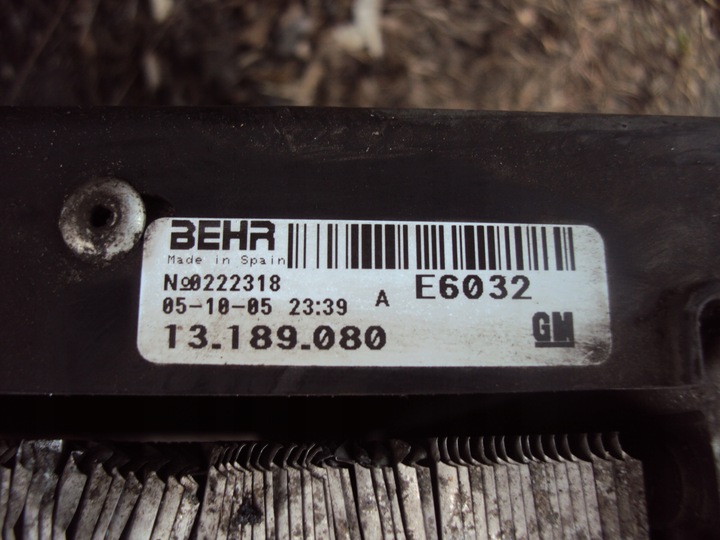 BEHR
Made in Spain
№0222318
E6032
05-10-05 23:39 A
13.189.080
GM